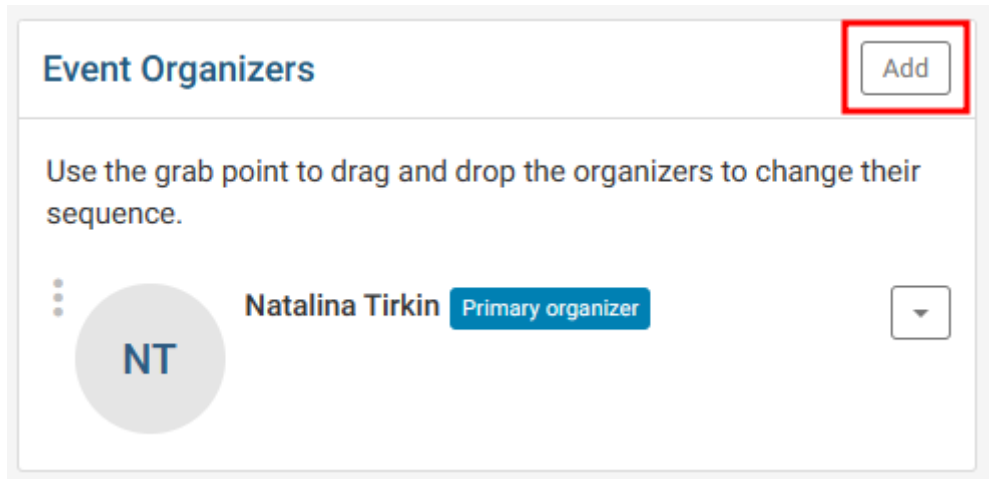 Event Organizers
Add
Use the grab point to drag and drop the organizers to change their
sequence.
Natalina Tirkin Primary organizer
NT